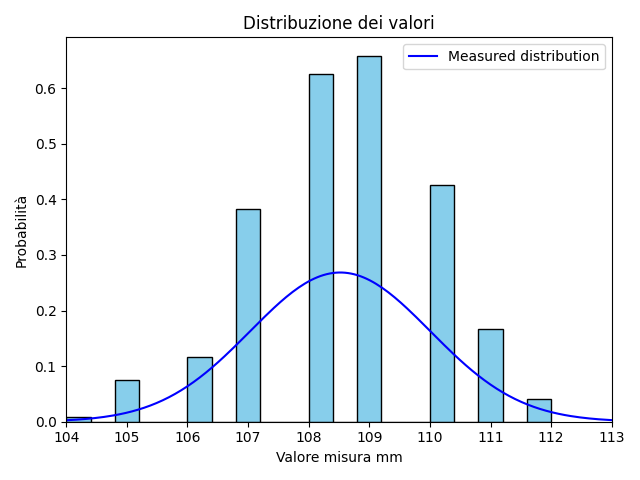 Distribuzione dei valori
Measured distribution
Probabilità
0.6
0.5
0.4
0.3
0.2
0.1
0.0
104 105 106 107 108 109 110 111 112 113
Valore misura mm